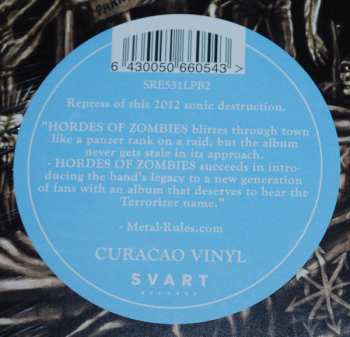 PARK
6 430050 660543 >
SRE531LPB2
Repress of this 2012 sonic destruction.
"HORDES OF ZOMBIES blitzes through town
like a panzer tank on a raid, but the album
never gets stale in its approach.
- HORDES OF ZOMBIES succeeds in intro-
ducing the band's legacy to a new generation
of fans with an album that deserves to bear the
Terrorizer name."
- Metal-Rules.com
CURACAO VINYL
SVART
RECORDS